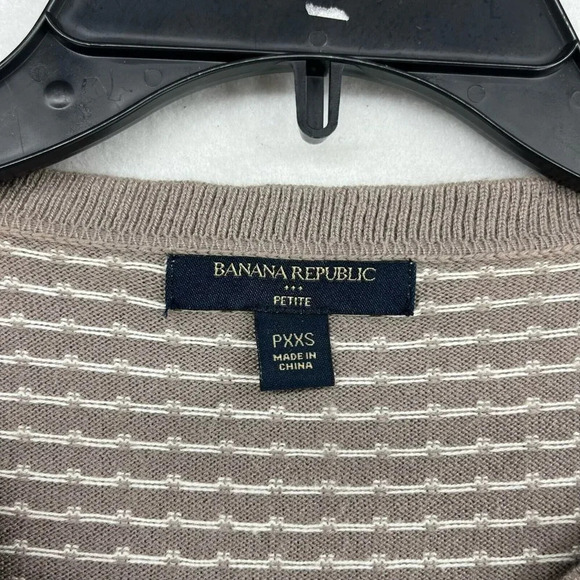 BANANA REPUBLIC
PETITE
PXXS
MADE IN
CHINA